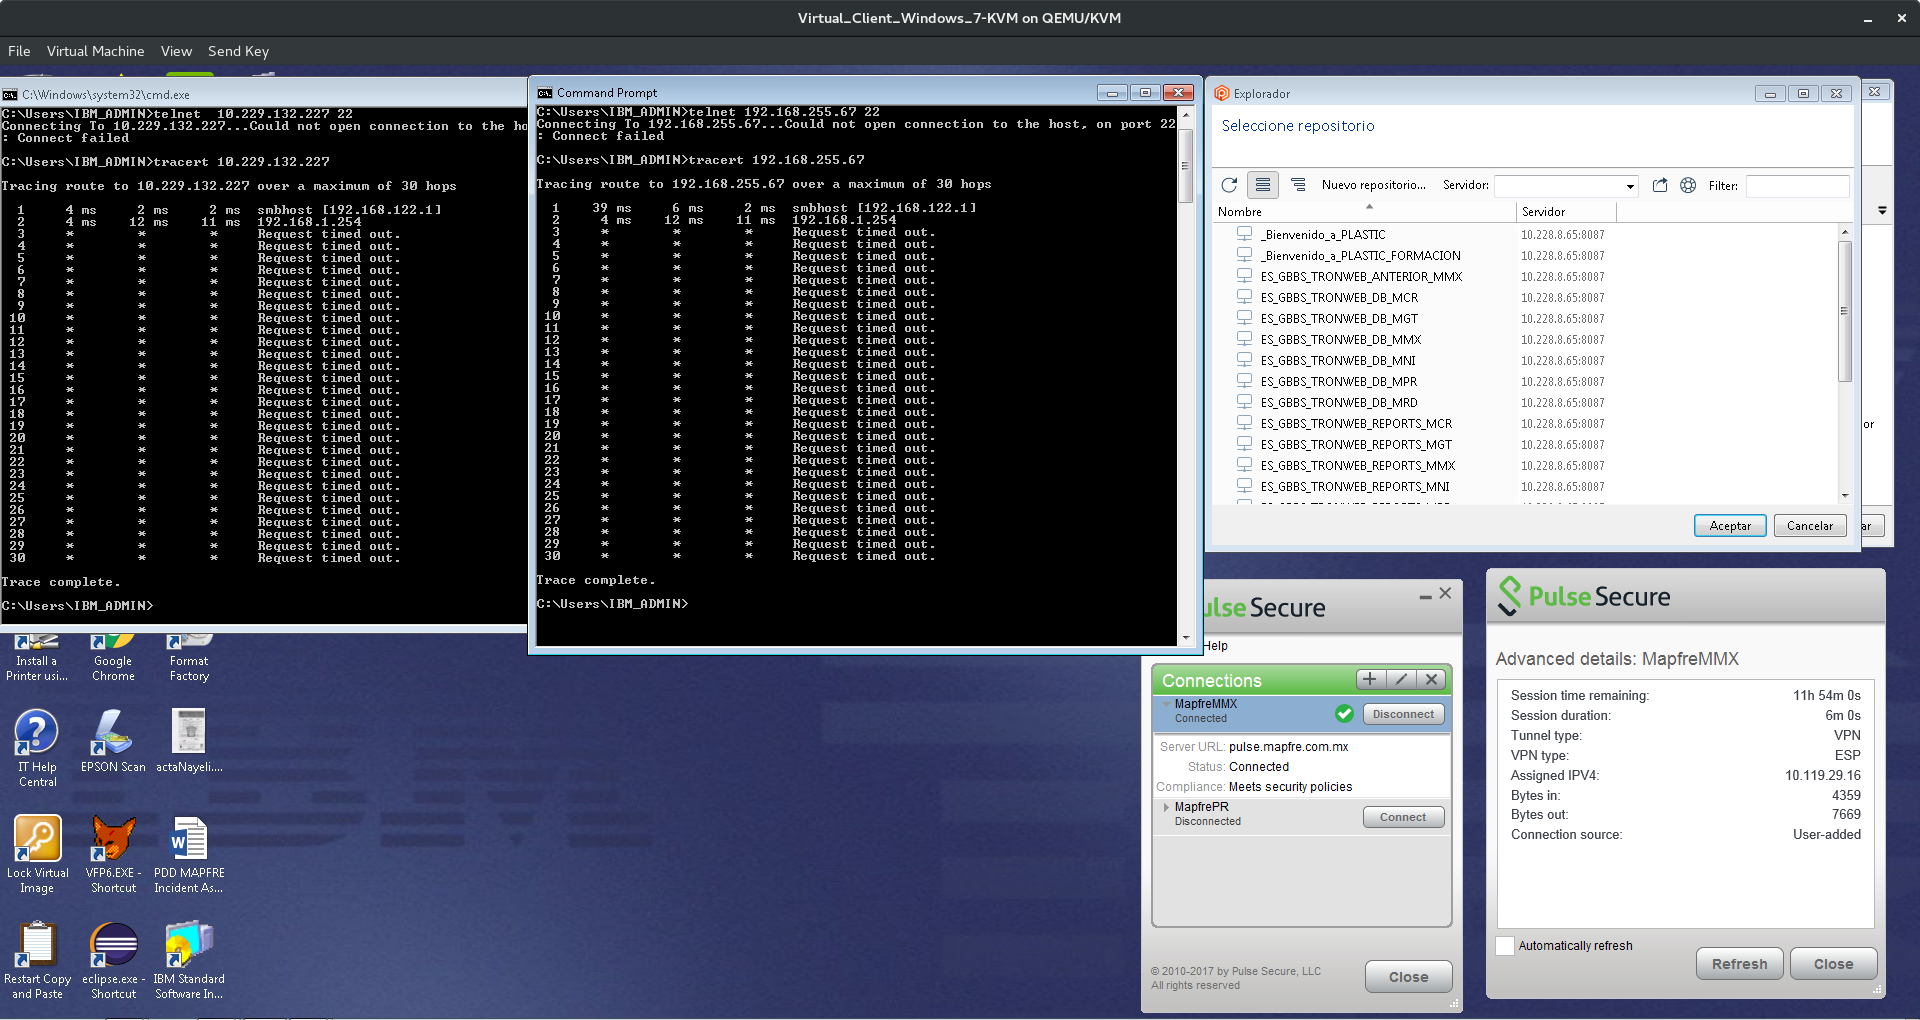 Virtual_Client_Windows_7-KVM on QEMU/KVM
File Virtual Machine View Send Key
C:\Windows\system32\cmd.exe
C:\Users\IBM_ADMIN>telnet  10.229.132.227 22
Connecting To 10.229.132.227...Could not open connection to the ho
: Connect failed
C:\Users\IBM_ADMIN>tracert 10.229.132.227
Tracing route to 10.229.132.227 over a maximum of 30 hops
1 4 ms 2 ms 2 ms smbhost [192.168.122.1]
2 4 ms 12 ms 11 ms 192.168.1.254
3 * * * Request timed out.
4 * * * Request timed out.
5 * * * Request timed out.
6 * * * Request timed out.
7 * * * Request timed out.
8 * * * Request timed out.
9 * * * Request timed out.
10 * * * Request timed out.
11 * * * Request timed out.
12 * * * Request timed out.
13 * * * Request timed out.
14 * * * Request timed out.
15 * * * Request timed out.
16 * * * Request timed out.
17 * * * Request timed out.
18 * * * Request timed out.
19 * * * Request timed out.
20 * * * Request timed out.
21 * * * Request timed out.
22 * * * Request timed out.
23 * * * Request timed out.
24 * * * Request timed out.
25 * * * Request timed out.
26 * * * Request timed out.
27 * * * Request timed out.
28 * * * Request timed out.
29 * * * Request timed out.
30 * * * Request timed out.
Trace complete.
C:\Users\IBM_ADMIN>
Command Prompt
C:\Users\IBM_ADMIN>telnet 192.168.255.67 22
Connecting To 192.168.255.67...Could not open connection to the host, on port 22
: Connect failed
C:\Users\IBM_ADMIN>tracert 192.168.255.67
Tracing route to 192.168.255.67 over a maximum of 30 hops
1 39 ms 6 ms 2 ms smbhost [192.168.122.1]
2 4 ms 12 ms 11 ms 192.168.1.254
3 * * * Request timed out.
4 * * * Request timed out.
5 * * * Request timed out.
6 * * * Request timed out.
7 * * * Request timed out.
8 * * * Request timed out.
9 * * * Request timed out.
10 * * * Request timed out.
11 * * * Request timed out.
12 * * * Request timed out.
13 * * * Request timed out.
14 * * * Request timed out.
15 * * * Request timed out.
16 * * * Request timed out.
17 * * * Request timed out.
18 * * * Request timed out.
19 * * * Request timed out.
20 * * * Request timed out.
21 * * * Request timed out.
22 * * * Request timed out.
23 * * * Request timed out.
24 * * * Request timed out.
25 * * * Request timed out.
26 * * * Request timed out.
27 * * * Request timed out.
28 * * * Request timed out.
29 * * * Request timed out.
30 * * * Request timed out.
Trace complete.
C:\Users\IBM_ADMIN>
Explorador
Seleccione repositorio
Nuevo repositorio... Servidor: Filter:
Nombre Servidor
_Bienvenido_a_PLASTIC 10.228.8.65:8087
_Bienvenido_a_PLASTIC_FORMACION 10.228.8.65:8087
ES_GBBS_TRONWEB_ANTERIOR_MMX 10.228.8.65:8087
ES_GBBS_TRONWEB_DB_MCR 10.228.8.65:8087
ES_GBBS_TRONWEB_DB_MGT 10.228.8.65:8087
ES_GBBS_TRONWEB_DB_MMX 10.228.8.65:8087
ES_GBBS_TRONWEB_DB_MNI 10.228.8.65:8087
ES_GBBS_TRONWEB_DB_MPR 10.228.8.65:8087
ES_GBBS_TRONWEB_DB_MRD 10.228.8.65:8087
ES_GBBS_TRONWEB_REPORTS_MCR 10.228.8.65:8087
ES_GBBS_TRONWEB_REPORTS_MGT 10.228.8.65:8087
ES_GBBS_TRONWEB_REPORTS_MMX 10.228.8.65:8087
ES_GBBS_TRONWEB_REPORTS_MNI 10.228.8.65:8087
Aceptar Cancelar
or
ar
Install a
Printer usi...
Google
Chrome
Format
Factory
IT Help
Central
EPSON Scan
actaNayeli....
Lock Virtual
Image
VFP6.EXE -
Shortcut
PDD MAPFRE
Incident As...
Restart Copy
and Paste
eclipse.exe -
Shortcut
IBM Standard
Software In...
ulse Secure
Help
Connections
MapfreMMX
Connected
Disconnect
Server URL: pulse.mapfre.com.mx
Status: Connected
Compliance: Meets security policies
MapfrePR
Disconnected
Connect
© 2010-2017 by Pulse Secure, LLC
All rights reserved
Close
Pulse Secure
Advanced details: MapfreMMX
Session time remaining: 11h 54m 0s
Session duration: 6m 0s
Tunnel type: VPN
VPN type: ESP
Assigned IPV4: 10.119.29.16
Bytes in: 4359
Bytes out: 7669
Connection source: User-added
Automatically refresh
Refresh Close